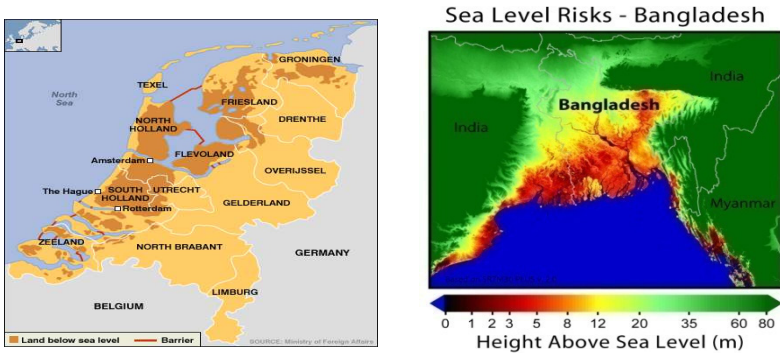 GRONINGEN
TEXEL
North
Sea
FRIESLAND
NORTH
HOLLAND
DRENTHE
FLEVOLAND
Amsterdam
OVERIJSSEL
The Hague
SOUTH
HOLLAND
UTRECHT
Rotterdam
GELDERLAND
ZEELAND
NORTH BRABANT
GERMANY
LIMBURG
BELGIUM
Land below sea level
Barrier
SOURCE: Ministry of Foreign Affairs
Sea Level Risks - Bangladesh
India
Bangladesh
India
Myanmar
0 1 2 3 5 8 12 20 35 60 80
Height Above Sea Level (m)